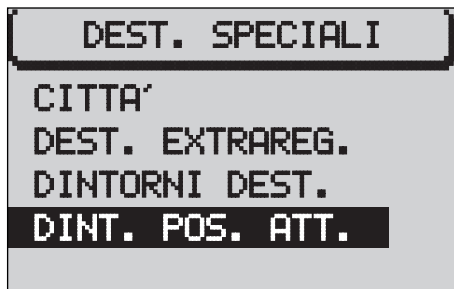 DEST. SPECIALI
CITTA'
DEST. EXTRAREG.
DINTORNI DEST.
DINT. POS. ATT.